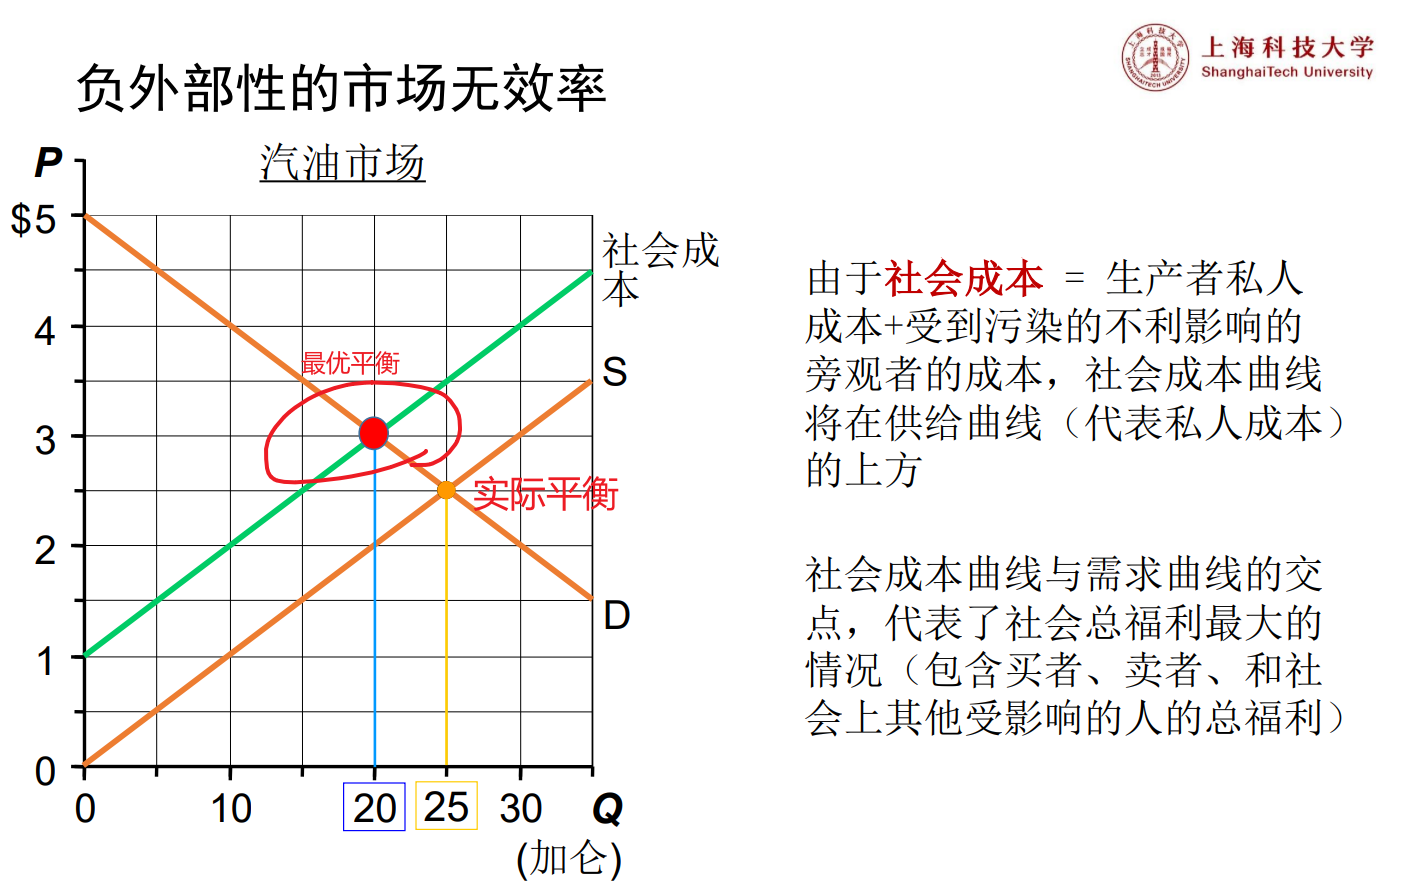 上海科技大学
ShanghaiTech University
负外部性的市场无效率
汽油市场
P
$5
4
3
2
1
0
0
10
20
25
30
Q
(加仑)
社会成
本
S
D
最优平衡
实际平衡
由于社会成本 = 生产者私人
成本+受到污染的不利影响的
旁观者的成本，社会成本曲线
将在供给曲线（代表私人成本）
的上方
社会成本曲线与需求曲线的交
点，代表了社会总福利最大的
情况（包含买者、卖者、和社
会上其他受影响的人的总福利）